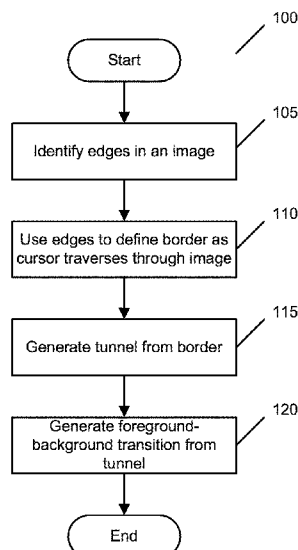 100
Start
105
Identify edges in an image
110
Use edges to define border as
cursor traverses through image
115
Generate tunnel from border
120
Generate foreground-
background transition from
tunnel
End